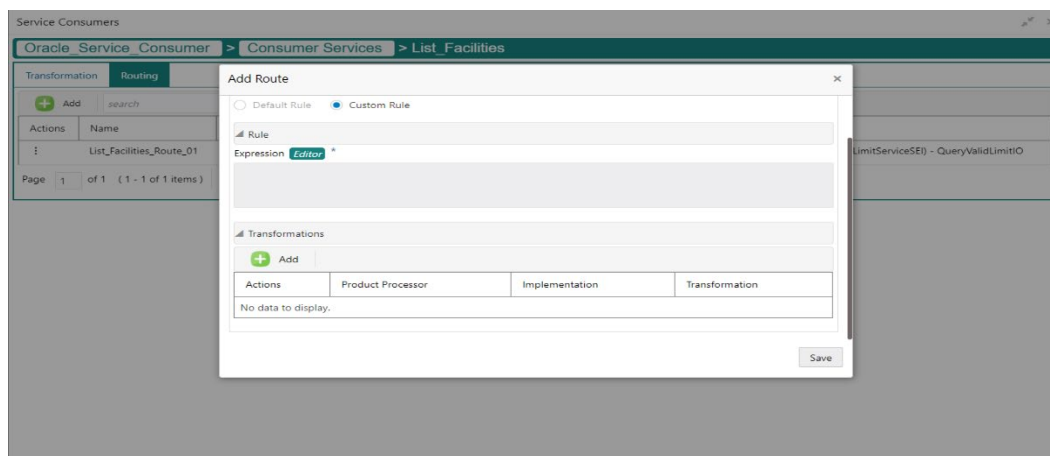 Service Consumers
Oracle_Service_Consumer > Consumer Services > List_Facilities
Transformation Routing
Add Route
Add search
Default Rule Custom Rule
Actions Name
Rule
List_Facilities_Route_01
Expression Editor *
LimitServiceSEI) - QueryValidLimitIO
Page 1 of 1 ( 1 - 1 of 1 items )
Transformations
Add
Actions Product Processor Implementation Transformation
No data to display.
Save